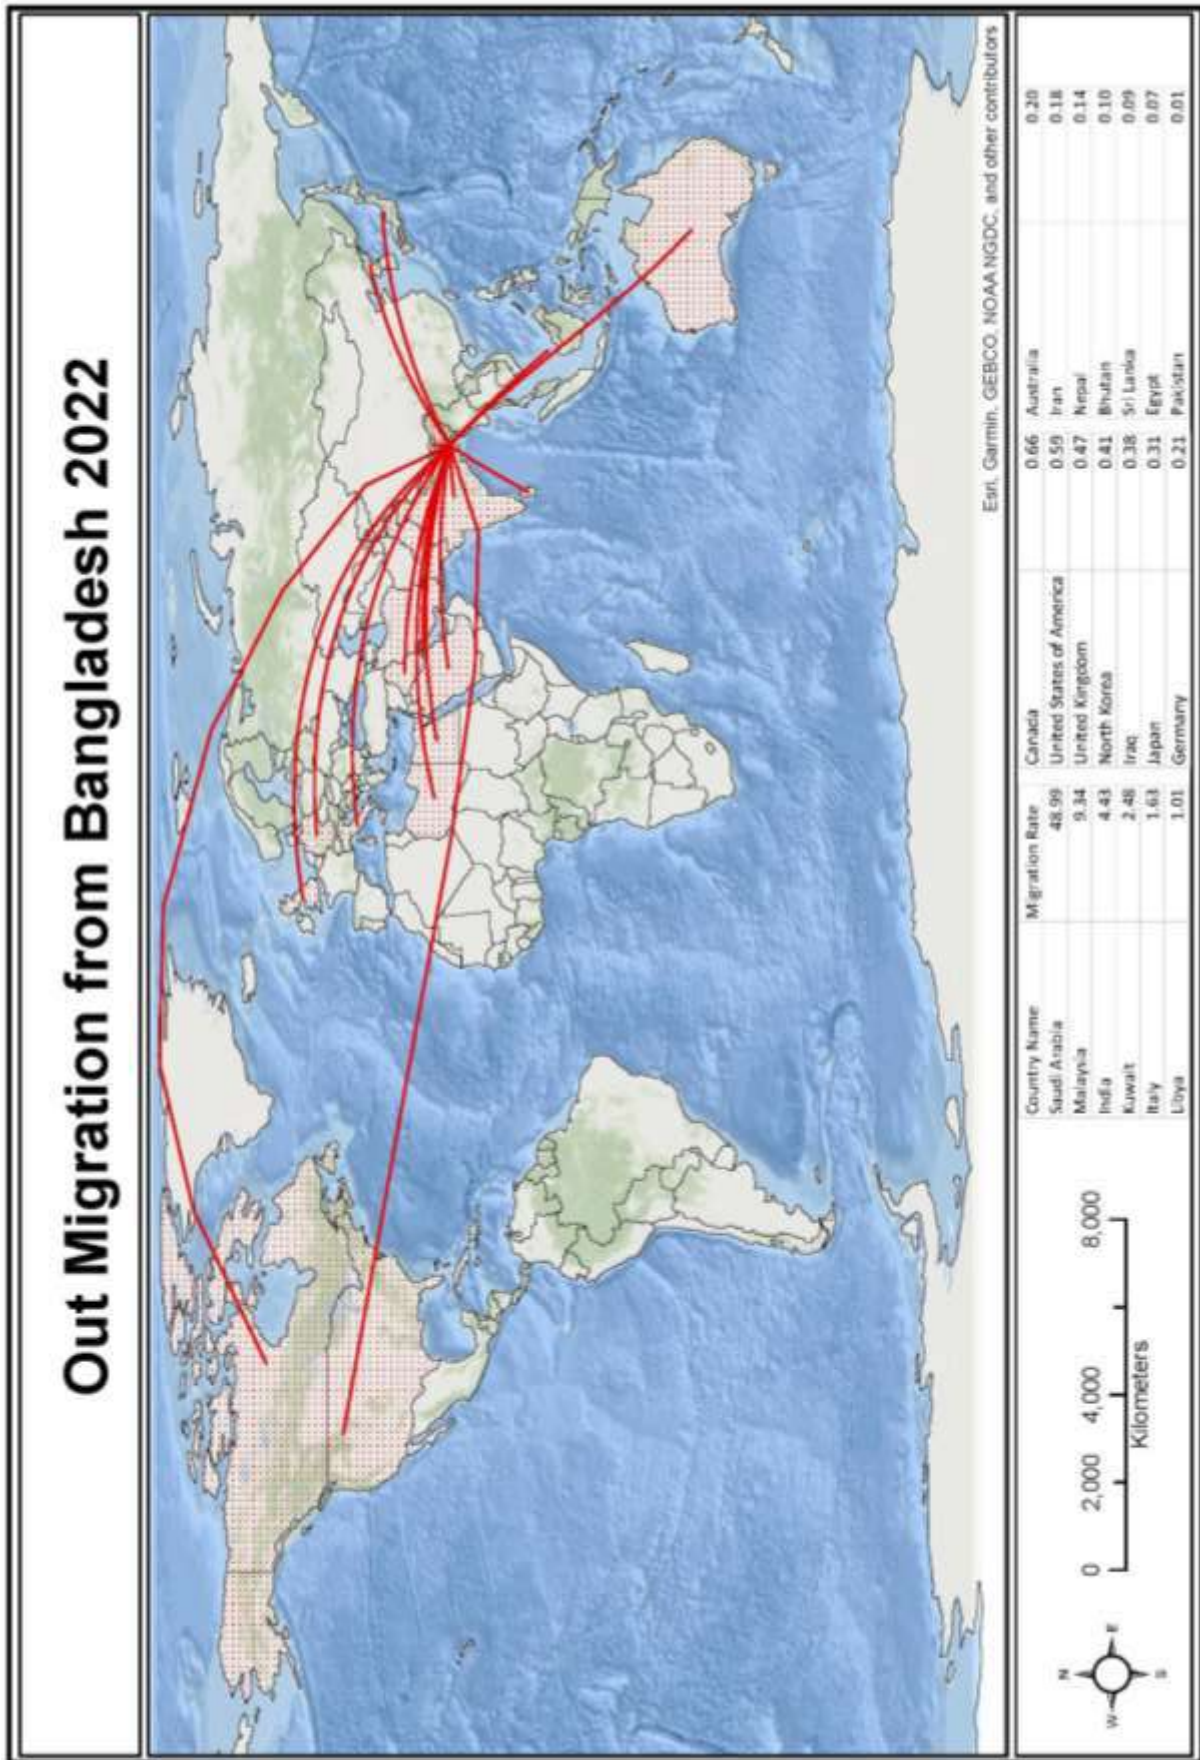 Out Migration from Bangladesh 2022
Esri, Garmin, GEBCO, NOAA NGDC, and other contributors
N
W E
S
0 2,000 4,000 8,000
Kilometers
Country Name Migration Rate Canada 0.66 Australia 0.20
Saudi Arabia 48.99 United States of America 0.59 Iran 0.18
Malaysia 9.34 United Kingdom 0.47 Nepal 0.14
India 4.43 North Korea 0.41 Bhutan 0.10
Kuwait 2.48 Iraq 0.38 Sri Lanka 0.09
Italy 1.63 Japan 0.31 Egypt 0.07
Libya 1.01 Germany 0.21 Pakistan 0.01